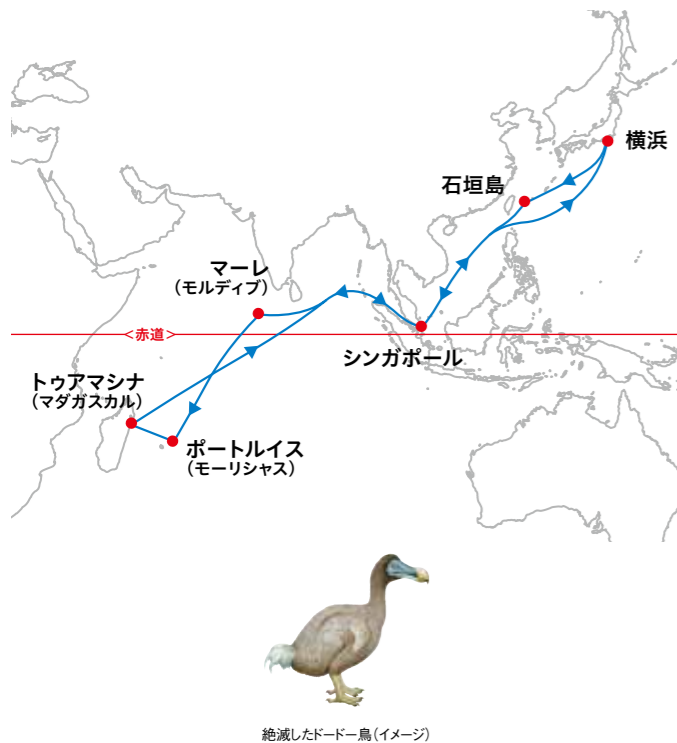 横浜
石垣島
マーレ
（モルディブ）
＜赤道＞
シンガポール
トゥアマシナ
（マダガスカル）
ポートルイス
（モーリシャス）
絶滅したドードー鳥（イメージ）